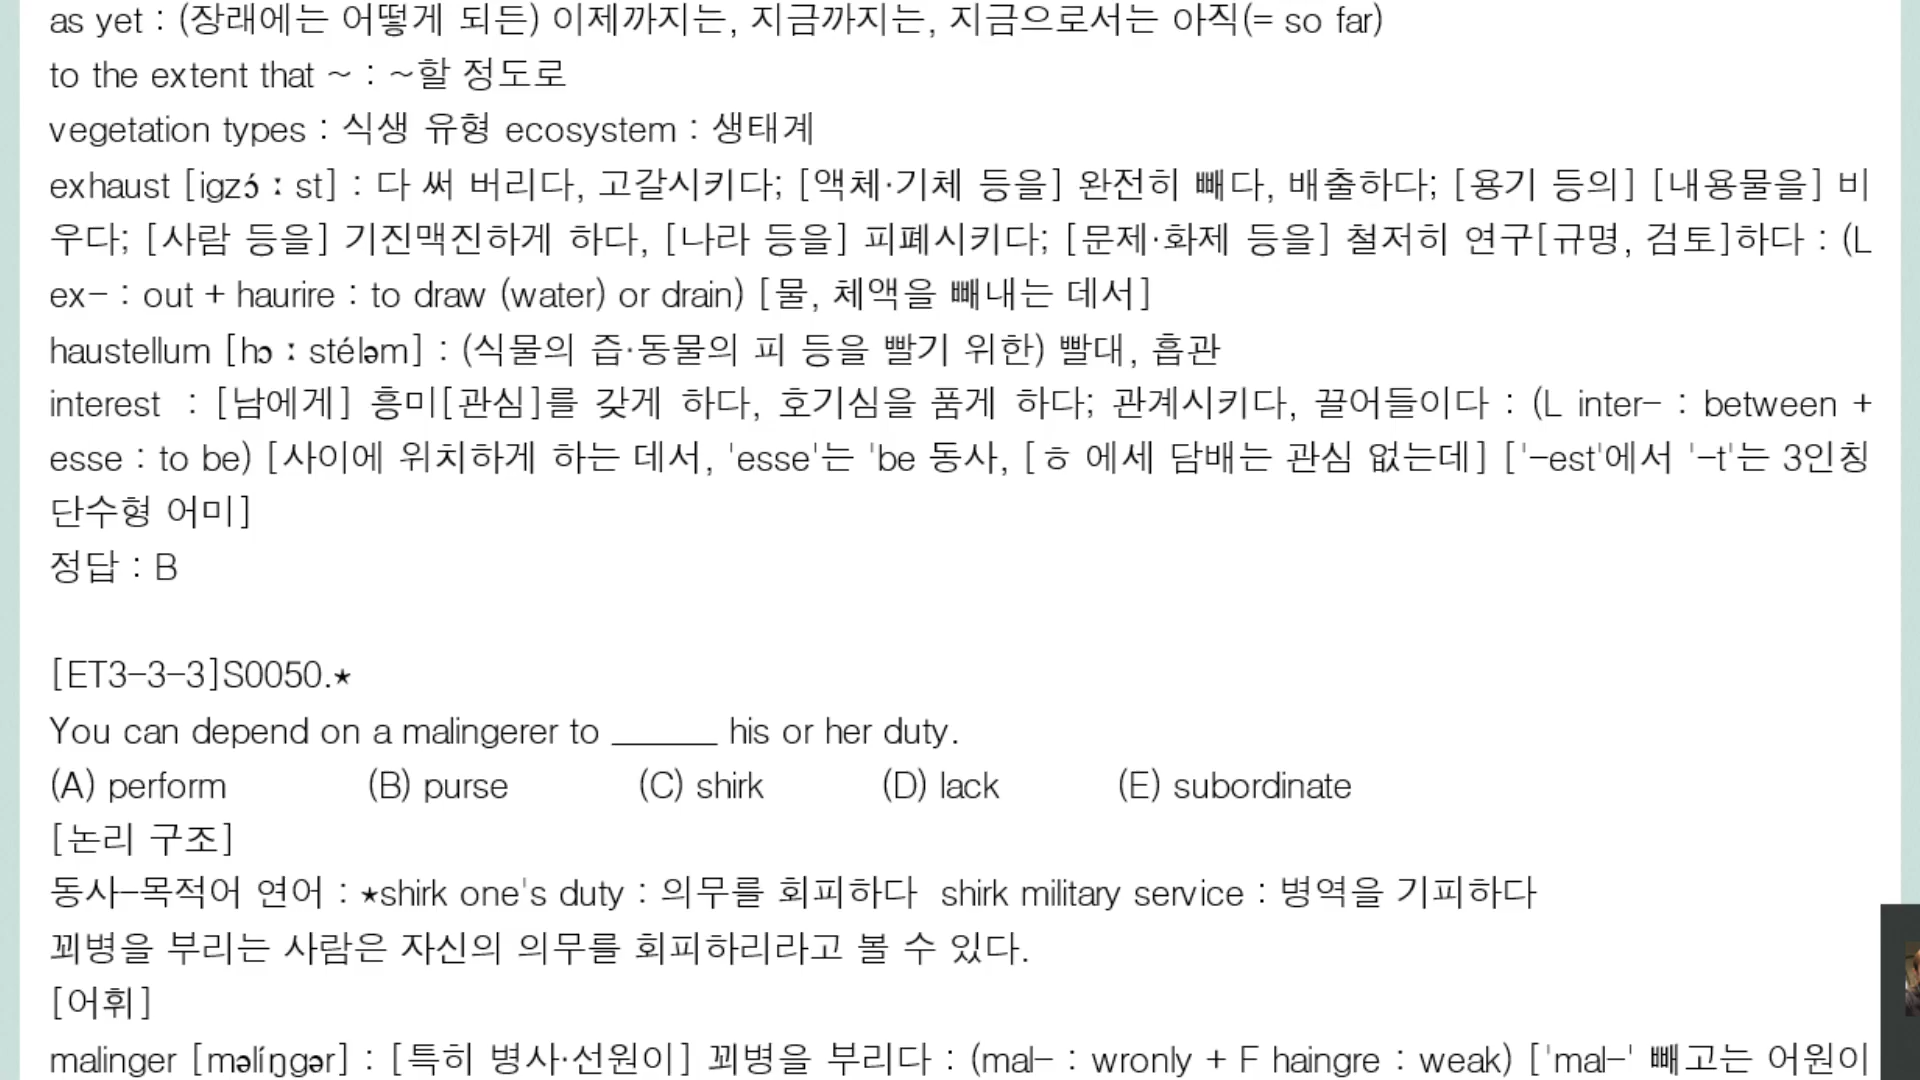 as yet : (장래에는 어떻게 되든) 이제까지는, 지금까지는, 지금으로서는 아직(= so far)
to the extent that ~ : ~할 정도로
vegetation types : 식생 유형 ecosystem : 생태계
exhaust [igzɔ́ : st] : 다 써 버리다, 고갈시키다; [액체·기체 등을] 완전히 빼다, 배출하다; [용기 등의] [내용물을] 비
우다; [사람 등을] 기진맥진하게 하다, [나라 등을] 피폐시키다; [문제·화제 등을] 철저히 연구[규명, 검토]하다 : (L
ex- : out + haurire : to draw (water) or drain) [물, 체액을 빼내는 데서]
haustellum [hɔ : stéləm] : (식물의 즙·동물의 피 등을 빨기 위한) 빨대, 흡관
interest : [남에게] 흥미[관심]를 갖게 하다, 호기심을 품게 하다; 관계시키다, 끌어들이다 : (L inter- : between +
esse : to be) [사이에 위치하게 하는 데서, 'esse'는 'be 동사, [ㅎ 에세 담배는 관심 없는데] ['-est'에서 '-t'는 3인칭
단수형 어미]
정답 : B
[ET3-3-3]S0050.★
You can depend on a malingerer to ______ his or her duty.
(A) perform (B) purse (C) shirk (D) lack (E) subordinate
[논리 구조]
동사-목적어 연어 : ★shirk one's duty : 의무를 회피하다 shirk military service : 병역을 기피하다
꾀병을 부리는 사람은 자신의 의무를 회피하리라고 볼 수 있다.
[어휘]
malinger [məlíŋgər] : [특히 병사·선원이] 꾀병을 부리다 : (mal- : wronly + F haingre : weak) ['mal-' 빼고는 어원이